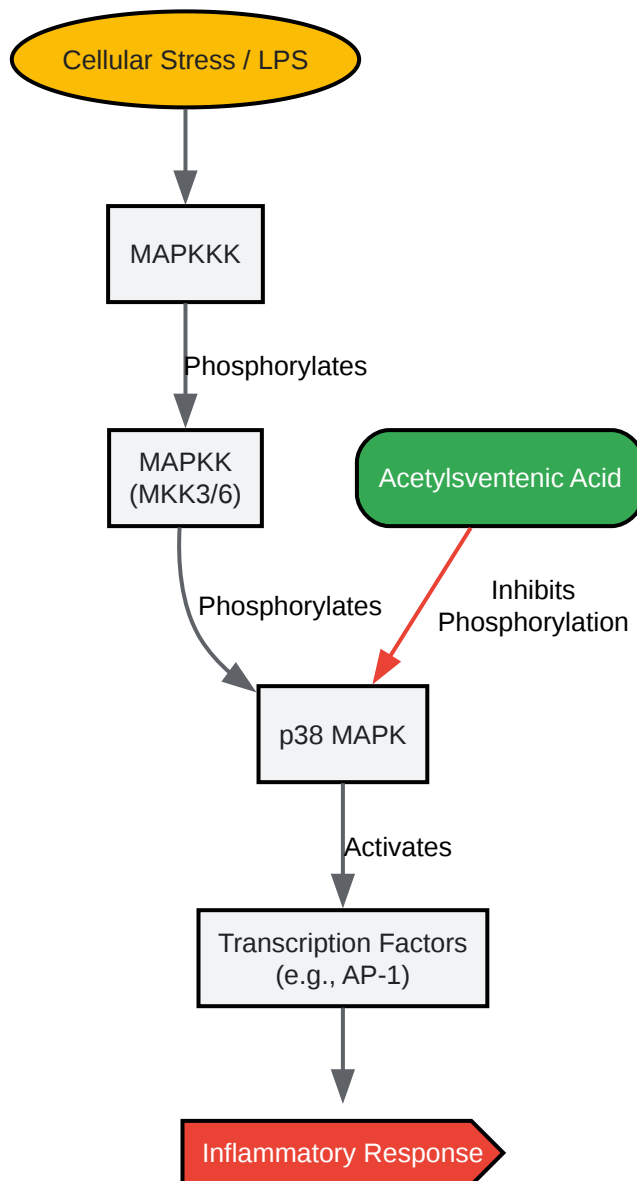 Cellular Stress / LPS
MAPKKK
Phosphorylates
MAPKK
(MKK3/6)
Acetylsventenic Acid
Phosphorylates
Inhibits
Phosphorylation
p38 MAPK
Activates
Transcription Factors
(e.g., AP-1)
Inflammatory Response